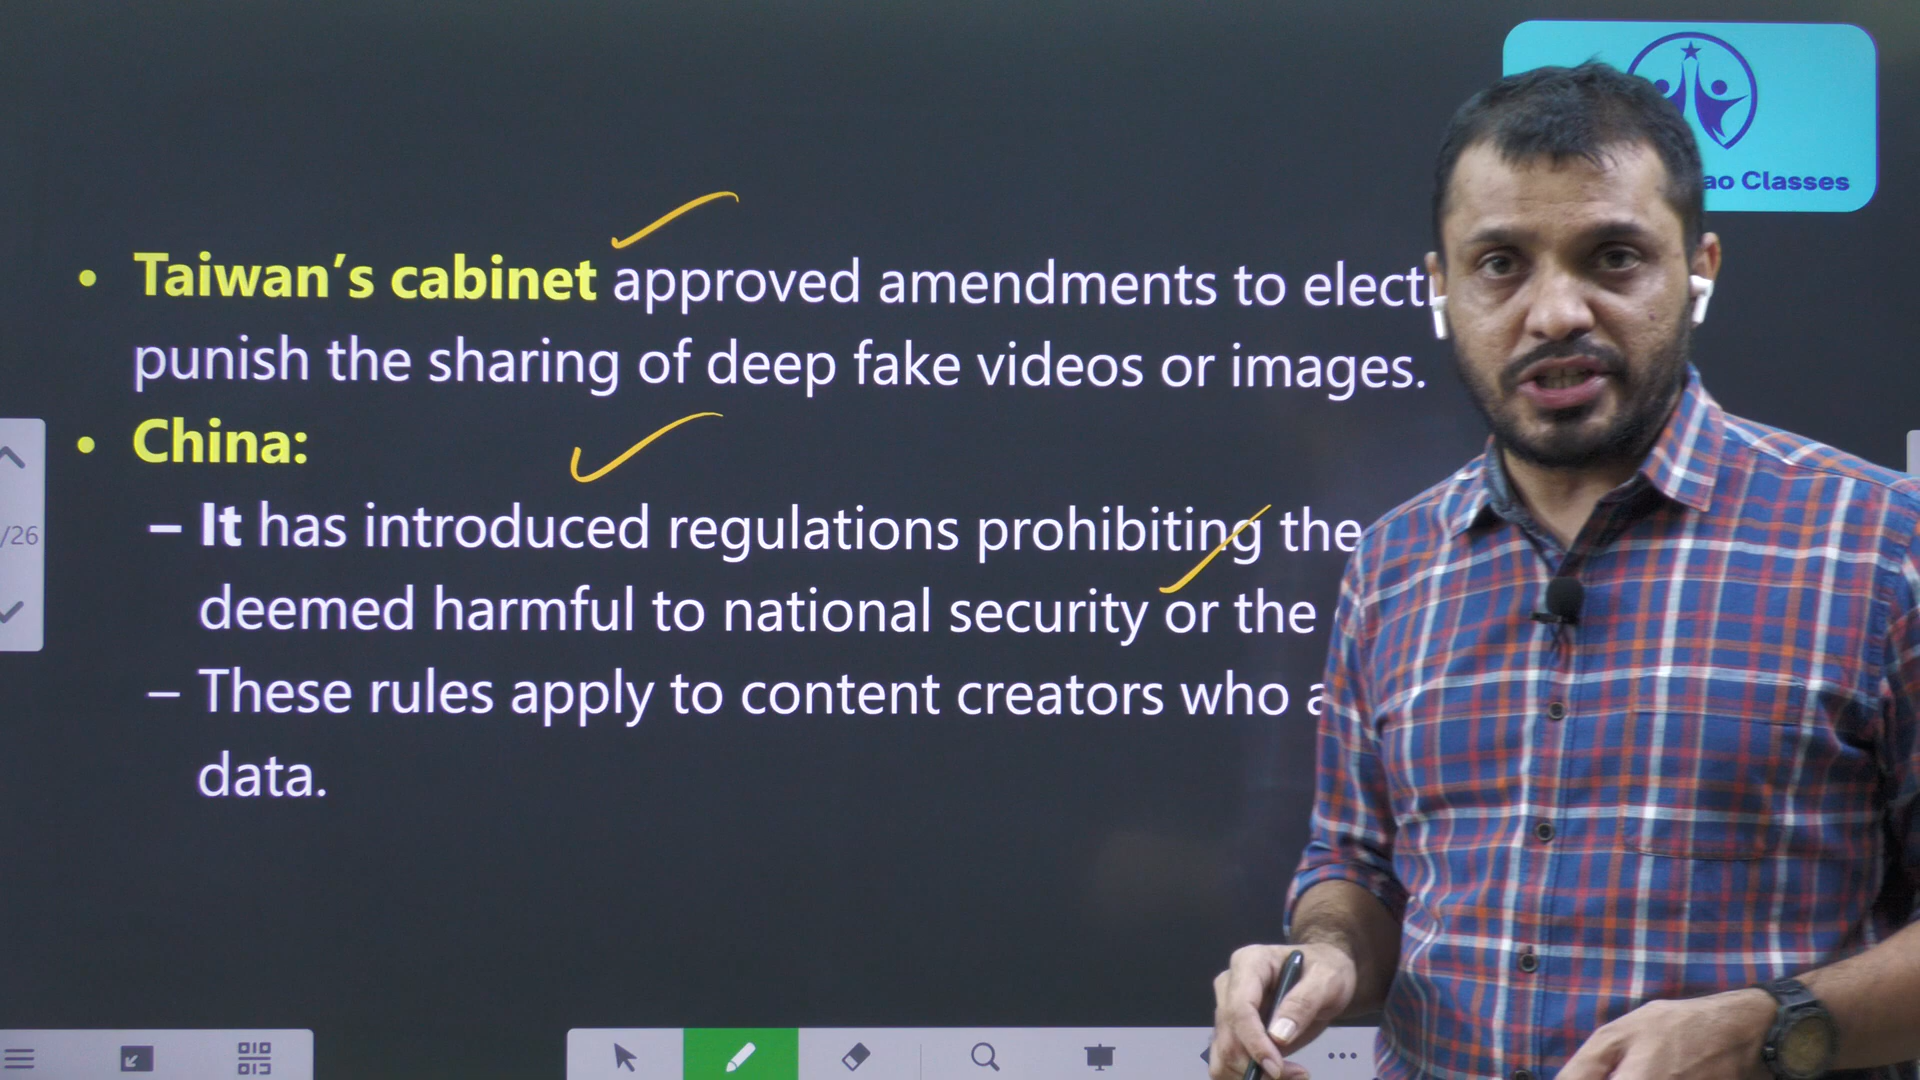 ao Classes
• Taiwan’s cabinet approved amendments to elect
punish the sharing of deep fake videos or images.
• China:
– It has introduced regulations prohibiting the
deemed harmful to national security or the
– These rules apply to content creators who a
data.
/26